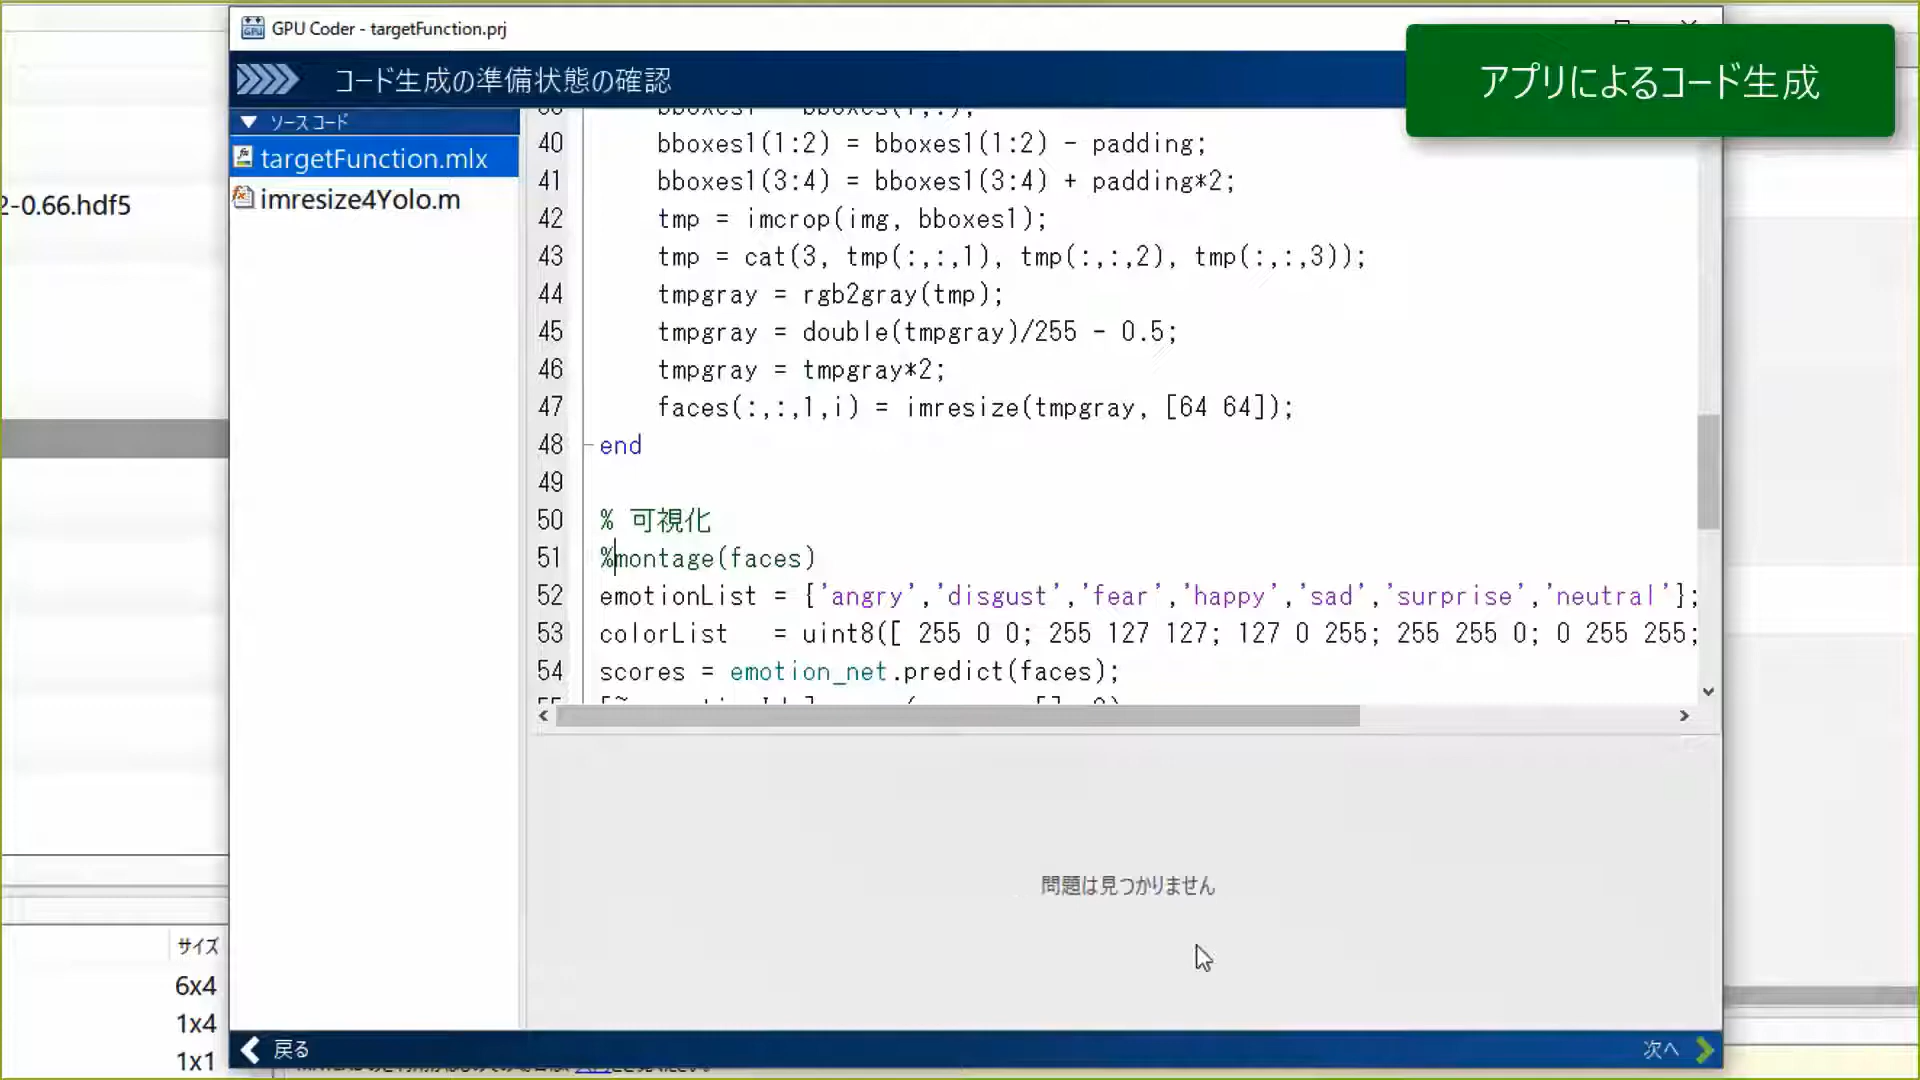 GPU Coder - targetFunction.prj
アプリによるコード生成
コード生成の準備状態の確認
ソース コード
targetFunction.mlx
imresize4Yolo.m
2-0.66.hdf5
40 bboxes1(1:2) = bboxes1(1:2) - padding;
41 bboxes1(3:4) = bboxes1(3:4) + padding*2;
42 tmp = imcrop(img, bboxes1);
43 tmp = cat(3, tmp(:,:,1), tmp(:,:,2), tmp(:,:,3));
44 tmpgray = rgb2gray(tmp);
45 tmpgray = double(tmpgray)/255 - 0.5;
46 tmpgray = tmpgray*2;
47 faces(:,:,1,i) = imresize(tmpgray, [64 64]);
48 end
49
50 % 可視化
51 %montage(faces)
52 emotionList = {'angry','disgust','fear','happy','sad','surprise','neutral'};
53 colorList = uint8([ 255 0 0; 255 127 127; 127 0 255; 255 255 0; 0 255 255;
54 scores = emotion_net.predict(faces);
問題は見つかりません
サイズ
6x4
1x4
1x1
戻る
次へ